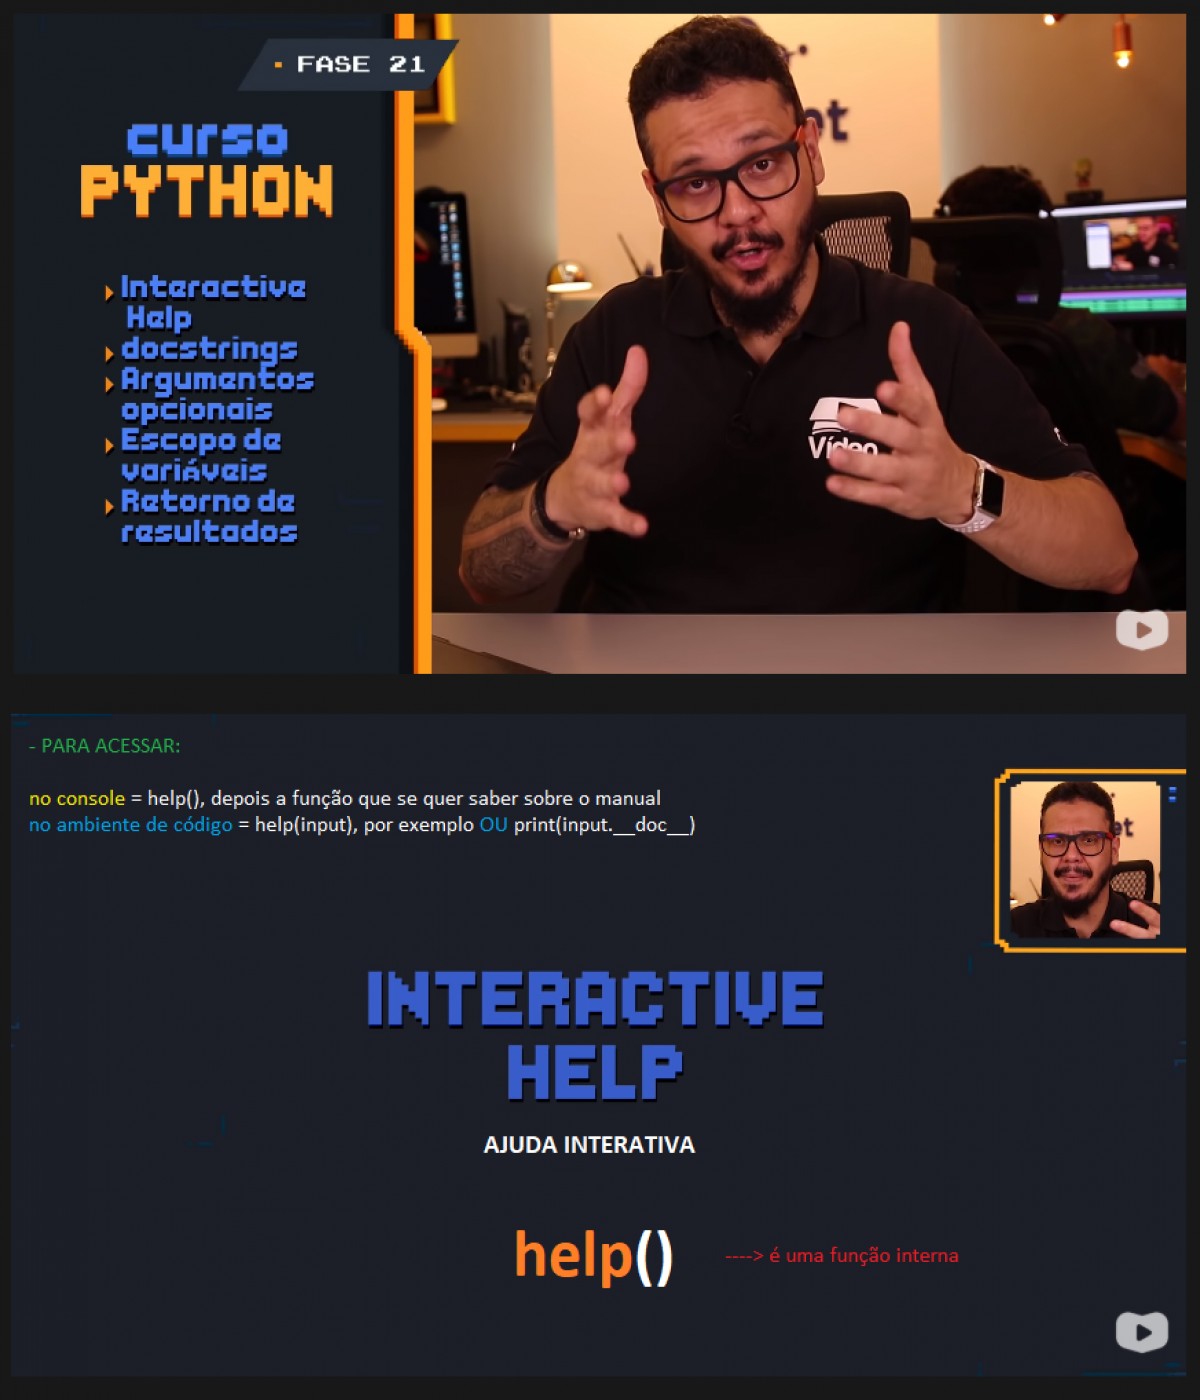 FASE 21
curso
PYTHON
Interactive
Help
docstrings
Argumentos
opcionais
Escopo de
variáveis
Retorno de
resultados
et
Vídeo
- PARA ACESSAR:
no console = help(), depois a função que se quer saber sobre o manual
no ambiente de código = help(input), por exemplo OU print(input.__doc__)
et
INTERACTIVE
HELP
AJUDA INTERATIVA
help()
----> é uma função interna